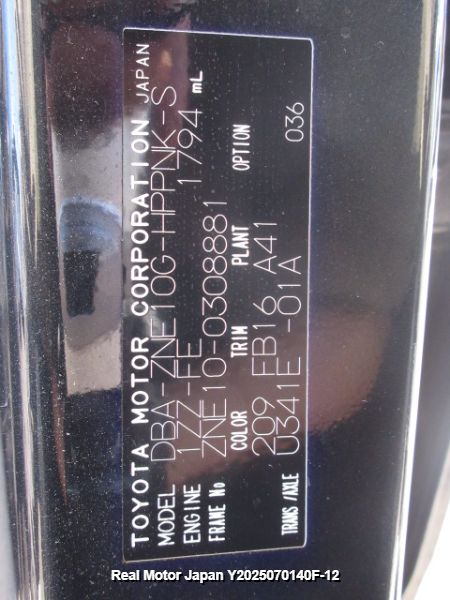 TOYOTA MOTOR CORPORATION JAPAN
MODEL DBA-ZNE10G-HPPNK-S
ENGINE 1ZZ-FE 1794 mL
FRAME No ZNE10-0308881
COLOR TRIM PLANT OPTION
209 FB16 A41
TRANS/AXLE U341E -01A 036
Real Motor Japan Y2025070140F-12